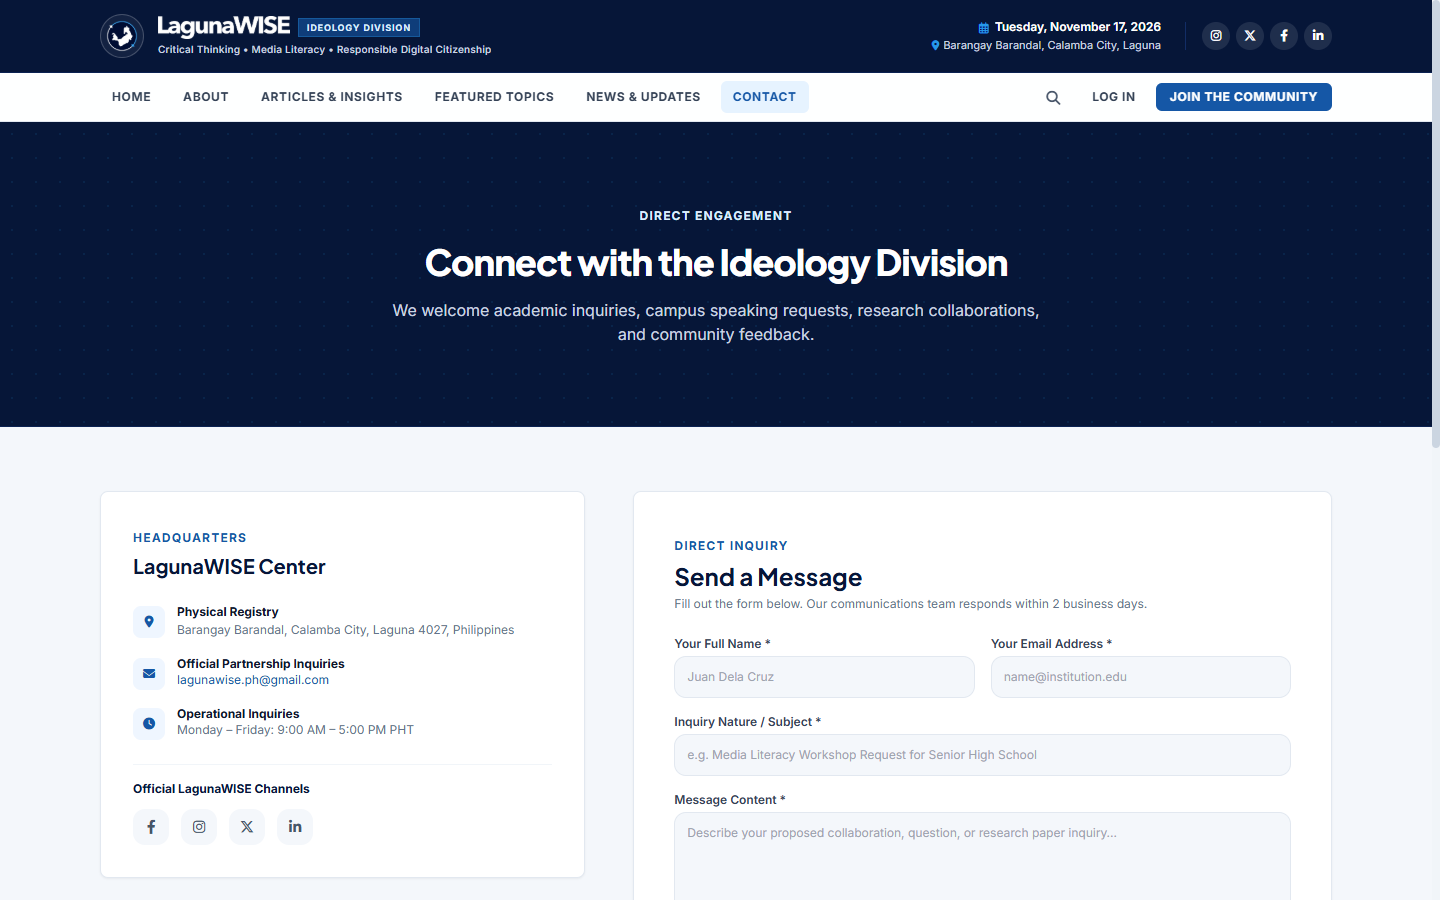 LagunaWISE IDEOLOGY DIVISION
Critical Thinking • Media Literacy • Responsible Digital Citizenship
Tuesday, November 17, 2026
Barangay Barandal, Calamba City, Laguna
HOME ABOUT ARTICLES & INSIGHTS FEATURED TOPICS NEWS & UPDATES CONTACT LOG IN JOIN THE COMMUNITY
DIRECT ENGAGEMENT
Connect with the Ideology Division
We welcome academic inquiries, campus speaking requests, research collaborations,
and community feedback.
HEADQUARTERS
LagunaWISE Center
Physical Registry
Barangay Barandal, Calamba City, Laguna 4027, Philippines
Official Partnership Inquiries
lagunawise.ph@gmail.com
Operational Inquiries
Monday – Friday: 9:00 AM – 5:00 PM PHT
Official LagunaWISE Channels
DIRECT INQUIRY
Send a Message
Fill out the form below. Our communications team responds within 2 business days.
Your Full Name * Your Email Address *
Juan Dela Cruz name@institution.edu
Inquiry Nature / Subject *
e.g. Media Literacy Workshop Request for Senior High School
Message Content *
Describe your proposed collaboration, question, or research paper inquiry...